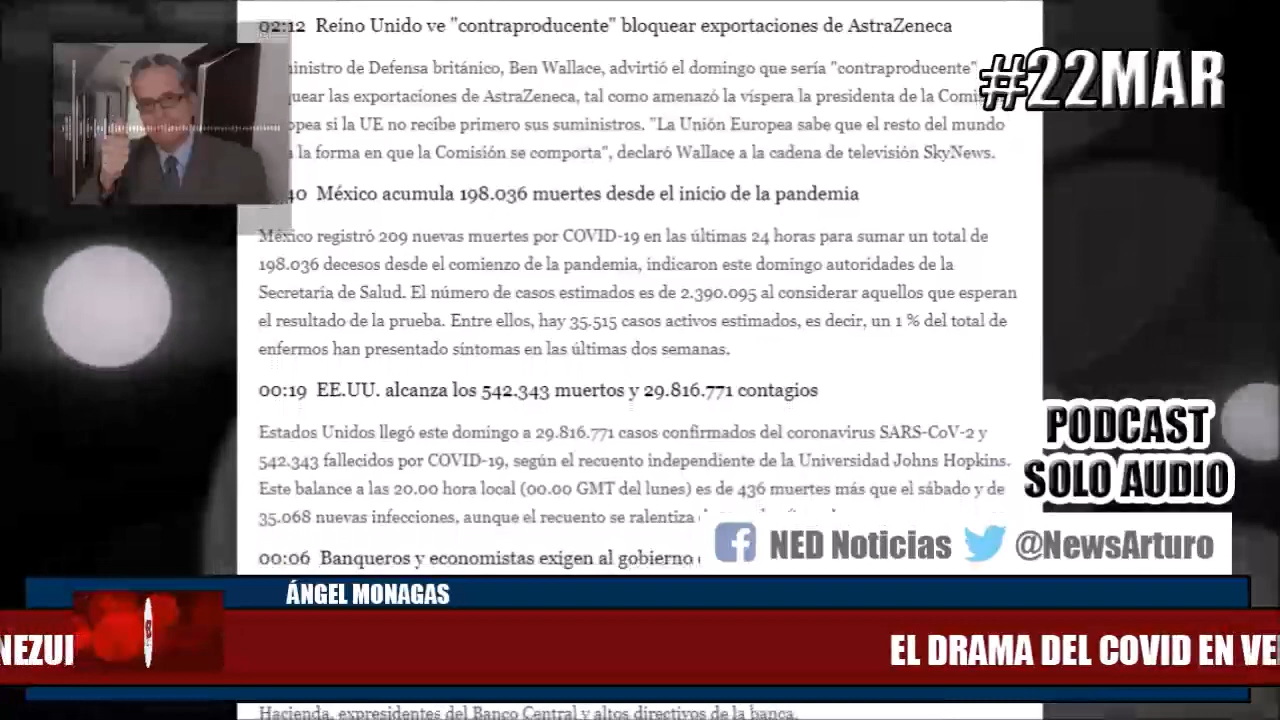 02:12 Reino Unido ve "contraproducente" bloquear exportaciones de AstraZeneca
ministro de Defensa británico, Ben Wallace, advirtió el domingo que sería "contraproducente"
las exportaciones de AstraZeneca, tal como amenazó la víspera la presidenta de la
si la UE no recibe primero sus suministros. "La Unión Europea sabe que el resto del mundo
la forma en que la Comisión se comporta", declaró Wallace a la cadena de televisión SkyNews.
#22MAR
40 México acumula 198.036 muertes desde el inicio de la pandemia
México registró 209 nuevas muertes por COVID-19 en las últimas 24 horas para sumar un total de
198.036 decesos desde el comienzo de la pandemia, indicaron este domingo autoridades de la
Secretaría de Salud. El número de casos estimados es de 2.390.095 al considerar aquellos que esperan
el resultado de la prueba. Entre ellos, hay 35.515 casos activos estimados, es decir, un 1 % del total de
enfermos han presentado síntomas en las últimas dos semanas.
00:19 EE.UU. alcanza los 542.343 muertos y 29.816.771 contagios
Estados Unidos llegó este domingo a 29.816.771 casos confirmados del coronavirus SARS-CoV-2 y
542.343 fallecidos por COVID-19, según el recuento independiente de la Universidad Johns Hopkins.
Este balance a las 20.00 hora local (00.00 GMT del lunes) es de 436 muertes más que el sábado y de
35.068 nuevas infecciones, aunque el recuento se ralentiza
PODCAST
SOLO AUDIO
00:06 Banqueros y economistas exigen al gobierno
NED Noticias @NewsArturo
ÁNGEL MONAGAS
NEZUI
EL DRAMA DEL COVID EN VE
Hacienda, expresidentes del Banco Central y altos directivos de la banca.